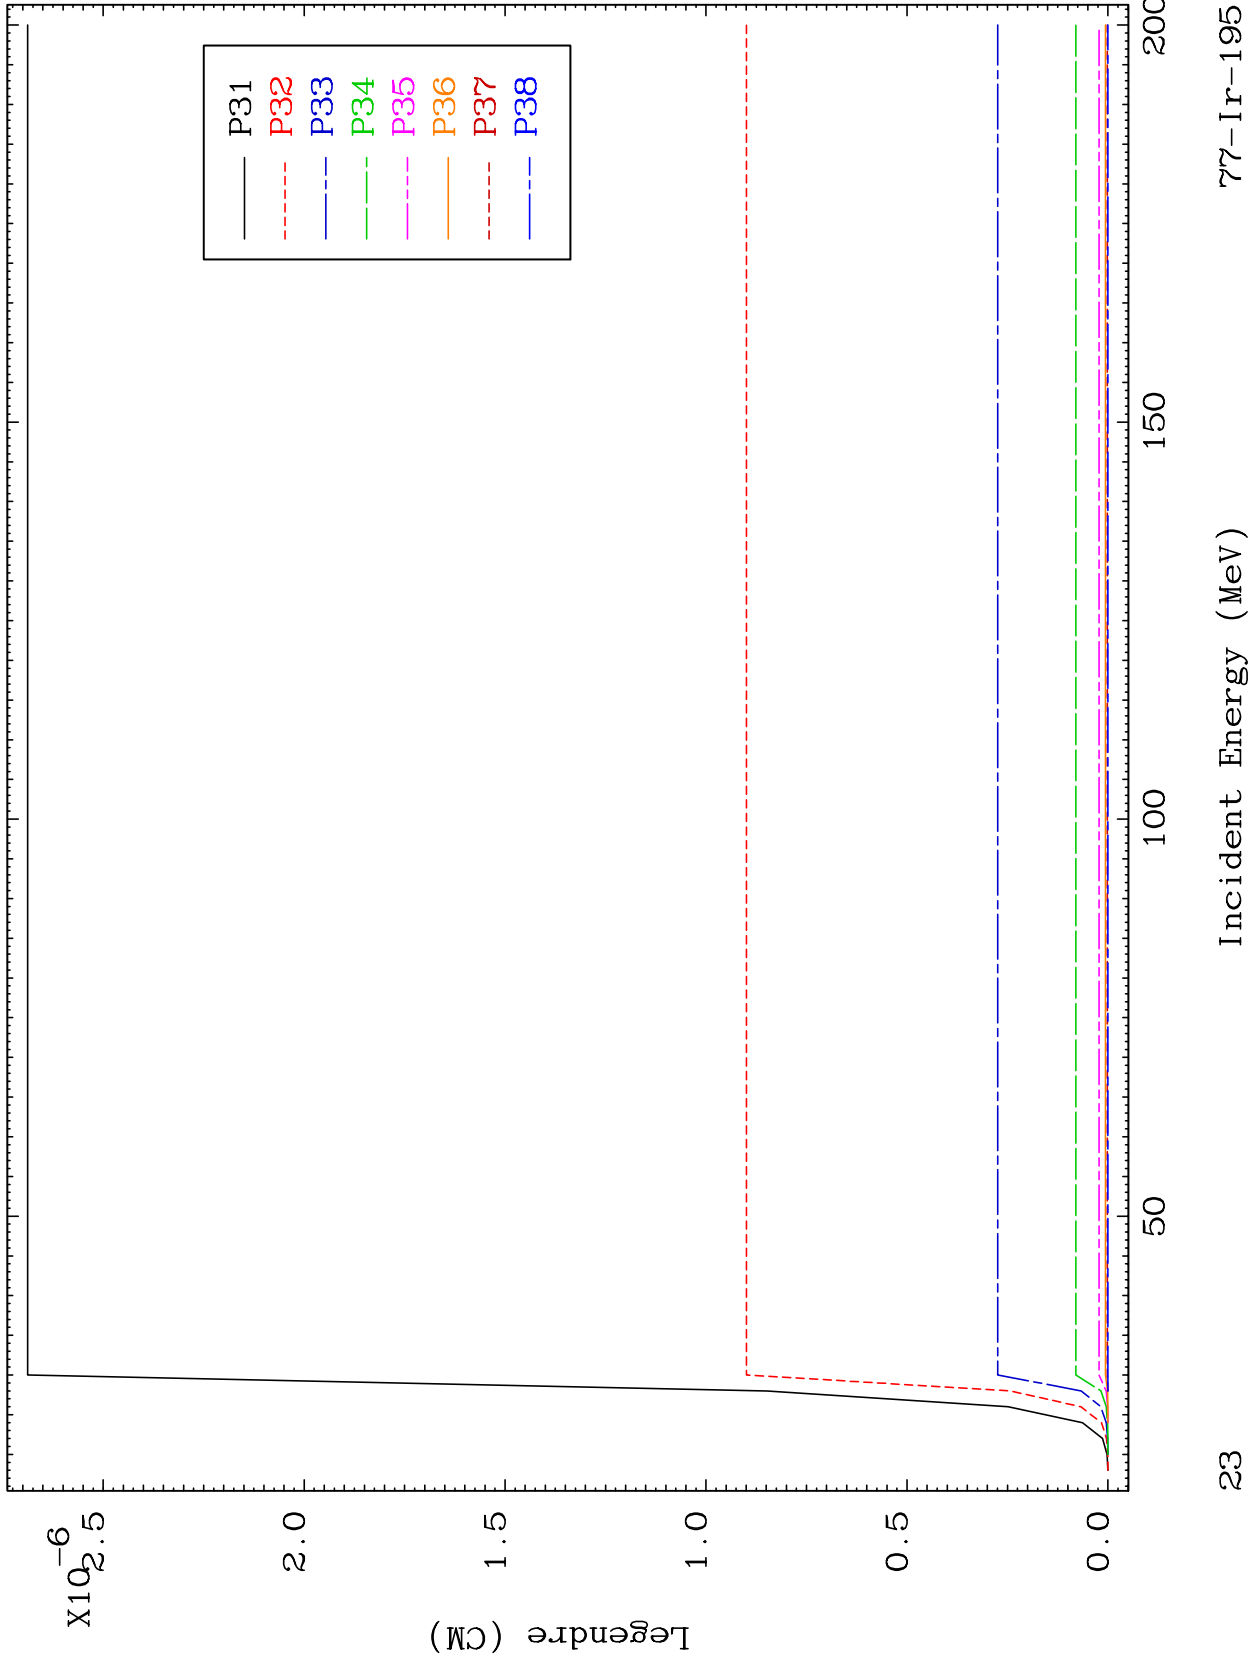 X10-6
2.5
2.0
1.5
1.0
0.5
0.0
Legendre (CM)
P31
P32
P33
P34
P35
P36
P37
P38
50
100
150
200
Incident Energy (MeV)
23
77-Ir-195